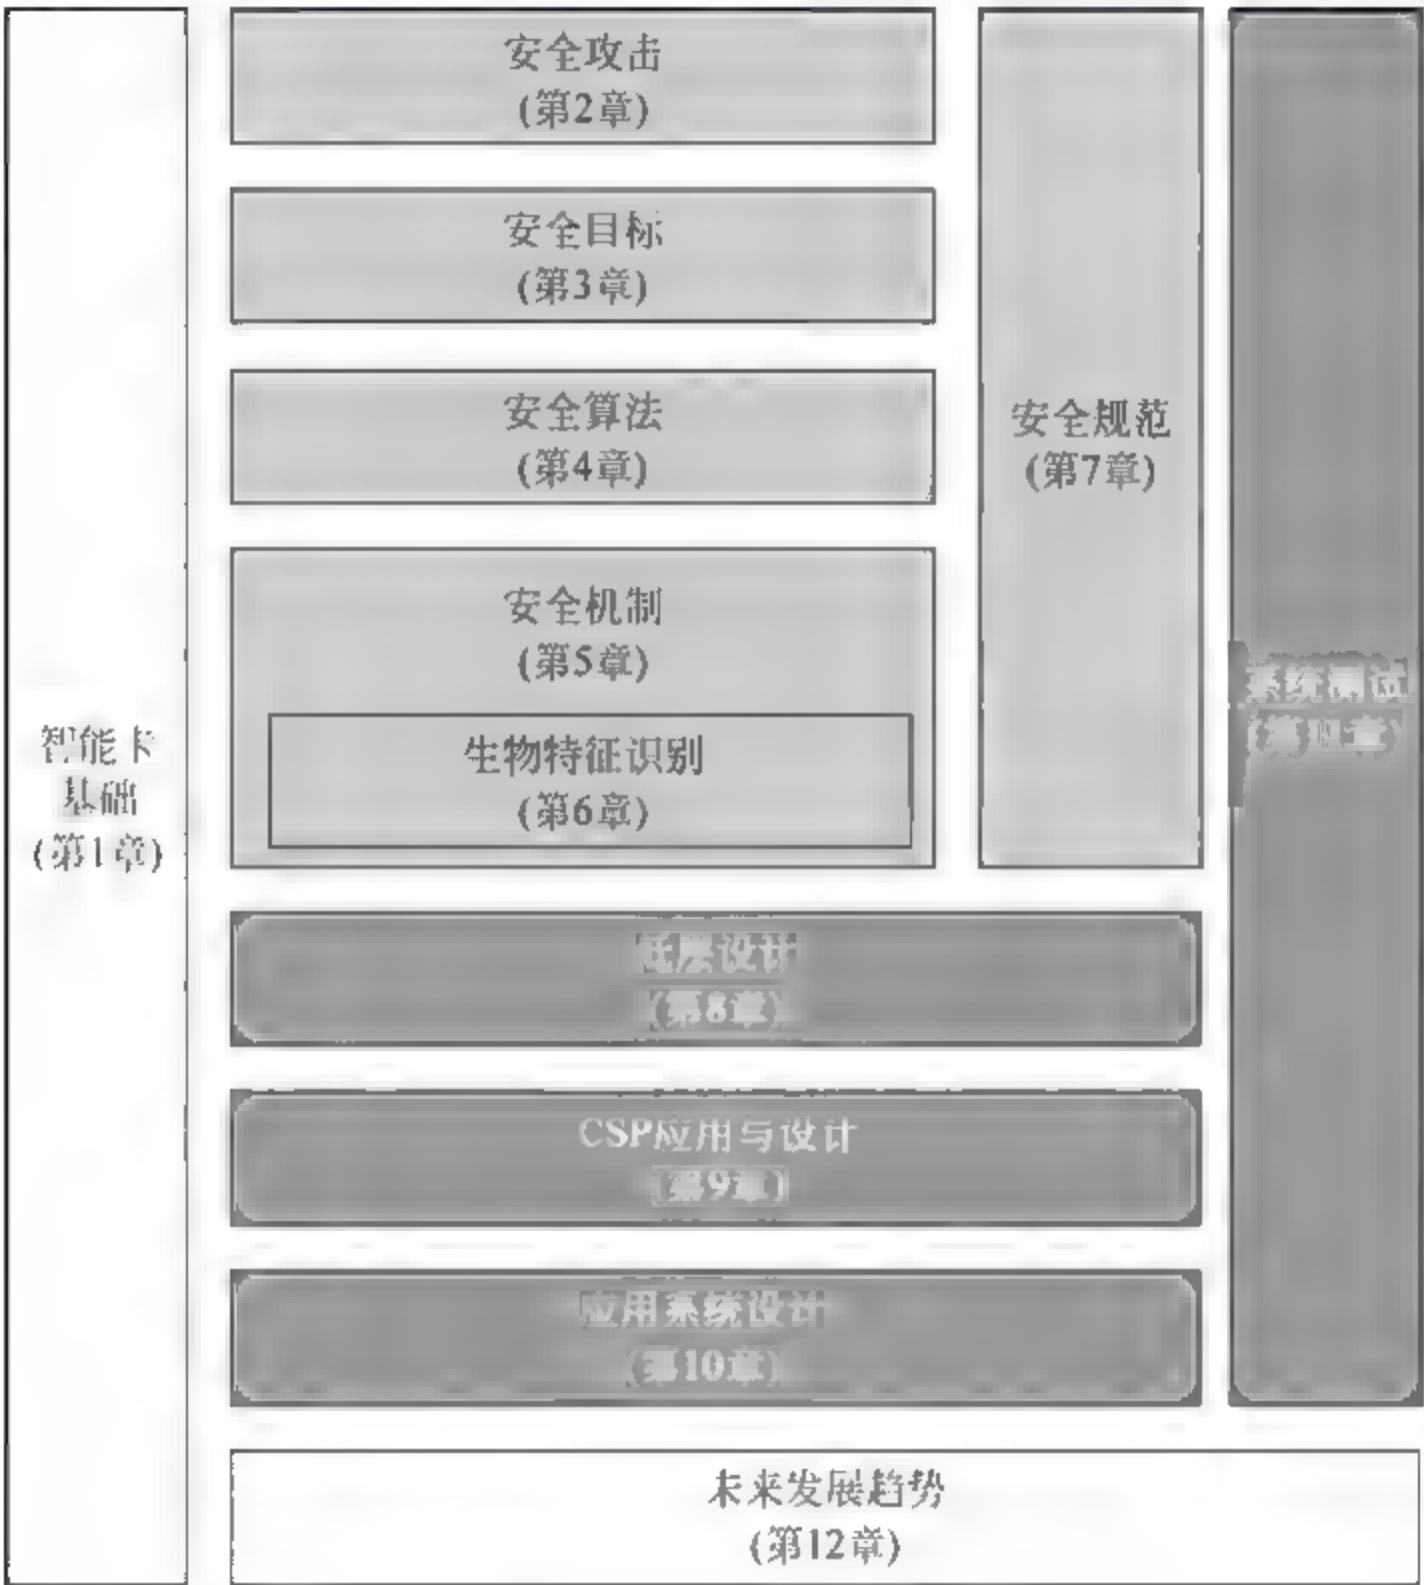 安全攻击
(第2章)
安全目标
(第3章)
安全算法
(第4章)
安全机制
(第5章)
生物特征识别
(第6章)
安全规范
(第7章)
系统测试
智能卡
基础
(第1章)
底层设计
(第8章)
CSP应用与设计
(第9章)
应用系统设计
(第10章)
未来发展趋势
(第12章)